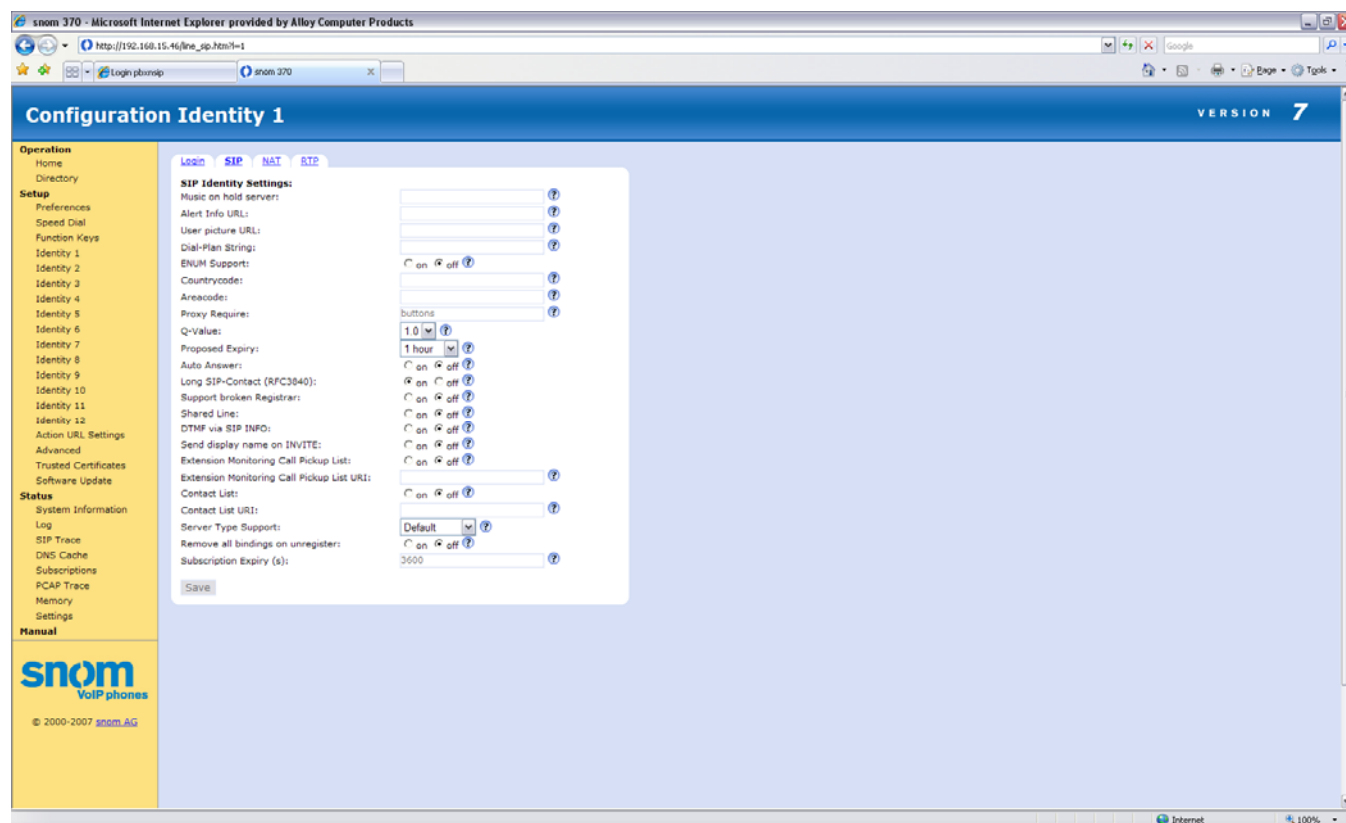 snom 370 - Microsoft Internet Explorer provided by Alloy Computer Products
http://192.168.15.46/line_sip.htm?l=1
Google
Login pbxnsip
snom 370
Page
Tools
Configuration Identity 1
VERSION 7
Operation
Home
Directory
Setup
Preferences
Speed Dial
Function Keys
Identity 1
Identity 2
Identity 3
Identity 4
Identity 5
Identity 6
Identity 7
Identity 8
Identity 9
Identity 10
Identity 11
Identity 12
Action URL Settings
Advanced
Trusted Certificates
Software Update
Status
System Information
Log
SIP Trace
DNS Cache
Subscriptions
PCAP Trace
Memory
Settings
Manual
snom
VoIP phones
© 2000-2007 snom AG
Login SIP NAT RTP
SIP Identity Settings:
Music on hold server:
Alert Info URL:
User picture URL:
Dial-Plan String:
ENUM Support: on off
Countrycode:
Areacode:
Proxy Require: buttons
Q-Value: 1.0
Proposed Expiry: 1 hour
Auto Answer: on off
Long SIP-Contact (RFC3840): on off
Support broken Registrar: on off
Shared Line: on off
DTMF via SIP INFO: on off
Send display name on INVITE: on off
Extension Monitoring Call Pickup List: on off
Extension Monitoring Call Pickup List URI:
Contact List: on off
Contact List URI:
Server Type Support: Default
Remove all bindings on unregister: on off
Subscription Expiry (s): 3600
Save
Internet
100%